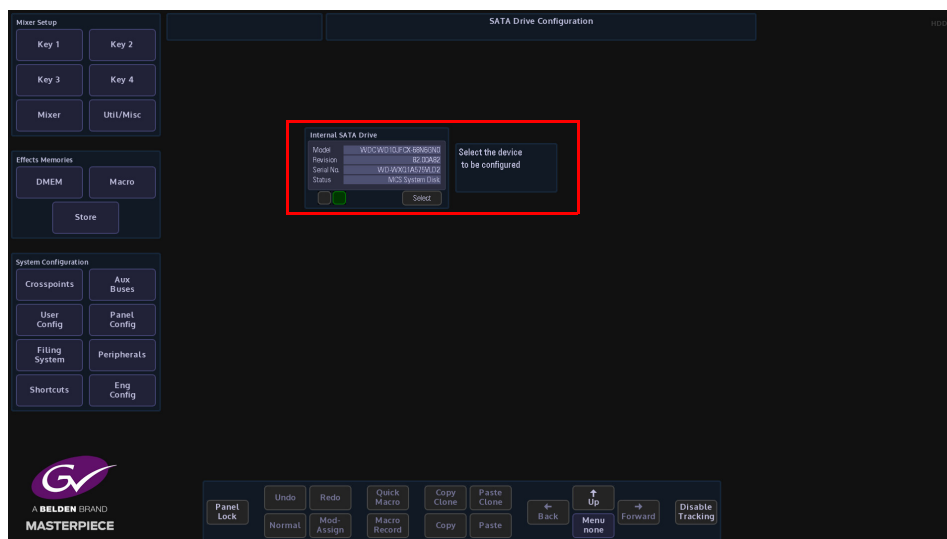 Mixer Setup
SATA Drive Configuration
HDD
Key 1
Key 2
Key 3
Key 4
Mixer
Util/Misc
Internal SATA Drive
Model
Revision
82.00A82
Serial No.
Status
MCS System Disk
Select
Select the device
to be configured
Effects Memories
DMEM
Macro
Store
System Configuration
Crosspoints
Aux
Buses
User
Config
Panel
Config
Filing
System
Peripherals
Shortcuts
Eng
Config
GV
A BELDEN BRAND
MASTERPIECE
Panel
Lock
Undo
Redo
Quick
Macro
Copy
Clone
Paste
Clone
Normal
Mod-
Assign
Macro
Record
Copy
Paste
←
Back
↑
Up
Menu
none
→
Forward
Disable
Tracking